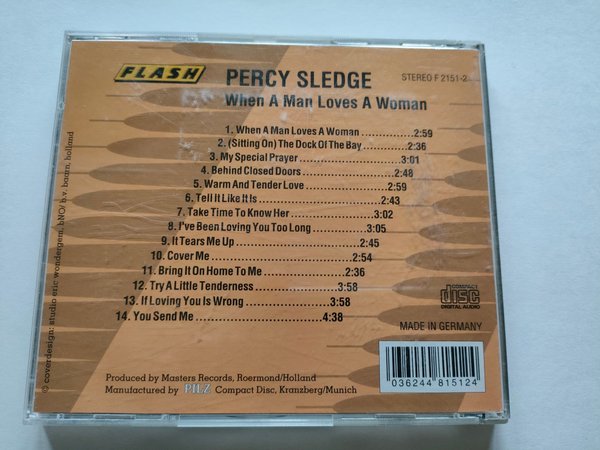 FLASH
PERCY SLEDGE
STEREO F 2151-2
When A Man Loves A Woman
1. When A Man Loves A Woman ................2:59
2. (Sitting On) The Dock Of The Bay ............2:36
3. My Special Prayer ............................3:01
4. Behind Closed Doors ........................2:48
5. Warm And Tender Love .....................2:59
6. Tell It Like It Is ...............................2:43
7. Take Time To Know Her .....................3:02
8. I've Been Loving You Too Long .............3:05
9. It Tears Me Up ...............................2:45
10. Cover Me .....................................2:54
11. Bring It On Home To Me ...................2:36
12. Try A Little Tenderness .....................3:58
13. If Loving You Is Wrong .....................3:58
14. You Send Me ................................4:38
COMPACT
disc
DIGITAL AUDIO
MADE IN GERMANY
Produced by Masters Records, Roermond/Holland
Manufactured by PILZ Compact Disc, Kranzberg/Munich
036244 815124
coverdesign: studio eric wondergem, bNO/ b.v. baarn, holland